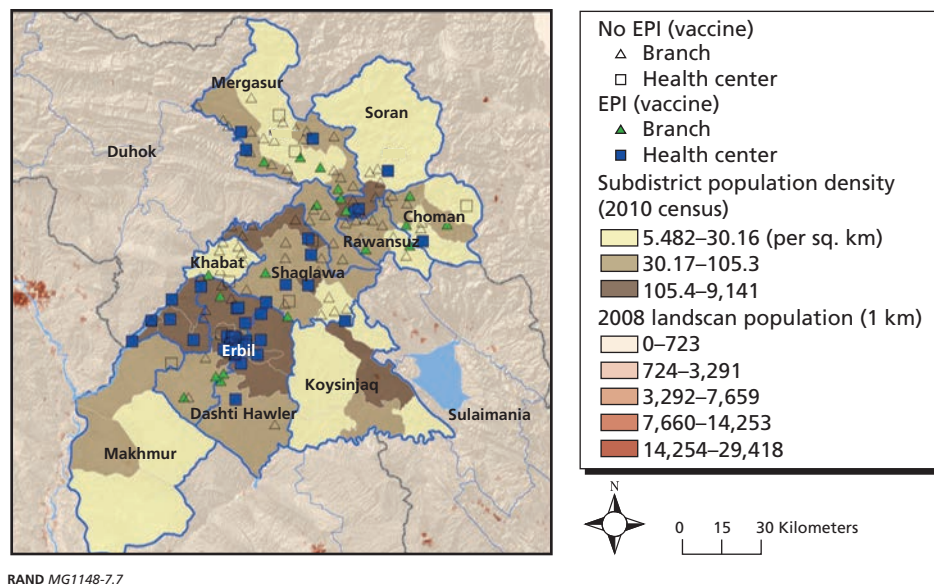 Mergasur
Soran
Duhok
Choman
Rawansuz
Khabat
Shaqlawa
Erbil
Koysinjaq
Sulaimania
Dashti Hawler
Makhmur
No EPI (vaccine)
Branch
Health center
EPI (vaccine)
Branch
Health center
Subdistrict population density
(2010 census)
5.482–30.16 (per sq. km)
30.17–105.3
105.4–9,141
2008 landscan population (1 km)
0–723
724–3,291
3,292–7,659
7,660–14,253
14,254–29,418
N
0 15 30 Kilometers
RAND MG1148-7.7